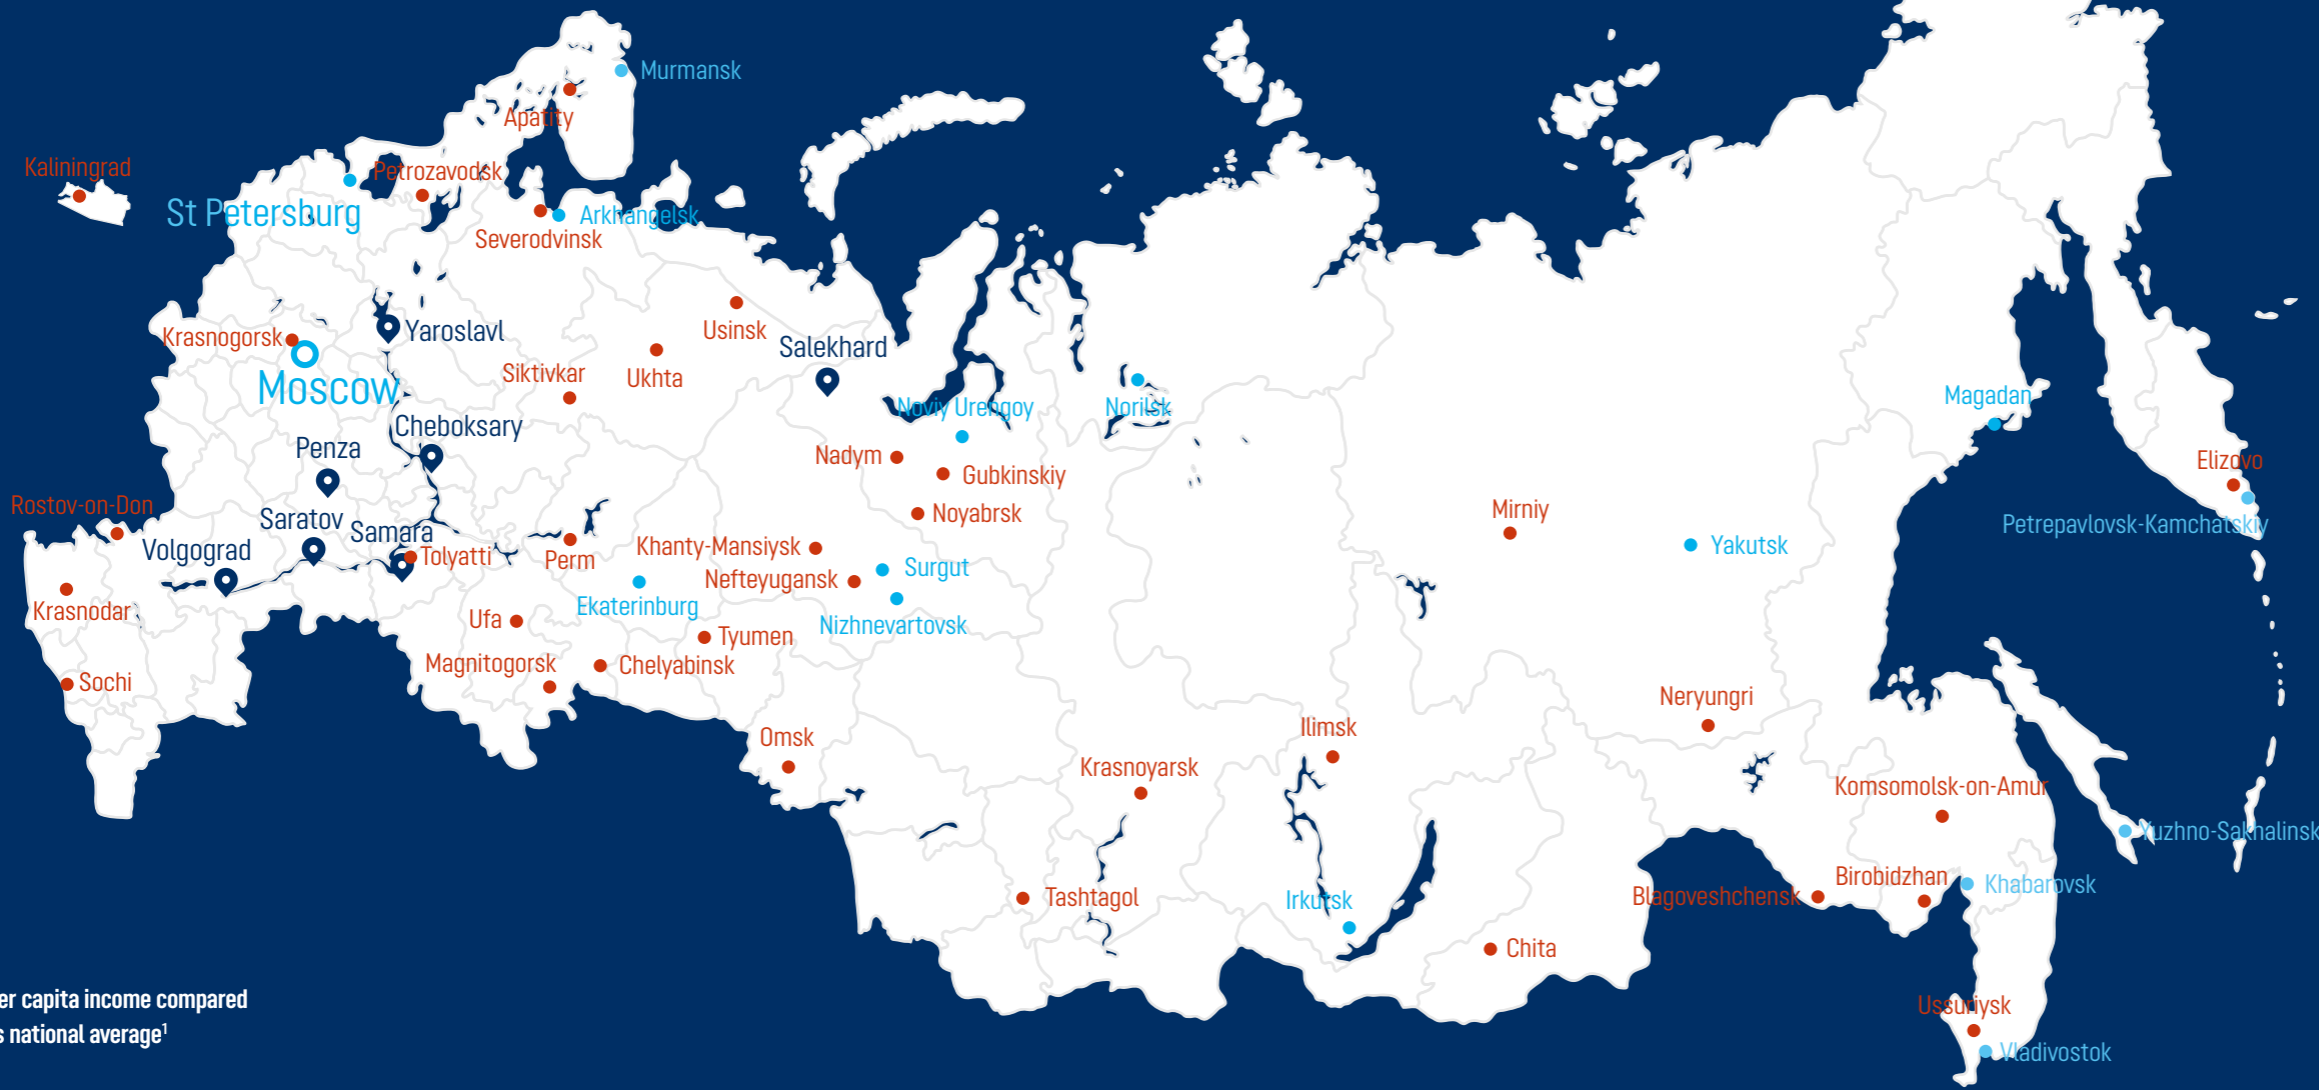 Murmansk
Apatity
Kaliningrad
Petrozavodsk
St Petersburg
Arkhangelsk
Severodvinsk
Usinsk
Yaroslavl
Krasnogorsk
Salekhard
Siktivkar
Ukhta
Moscow
Noviy Urengoy
Norilsk
Magadan
Cheboksary
Penza
Nadym
Gubkinskiy
Elizovo
Rostov-on-Don
Saratov
Samara
Noyabrsk
Mirniy
Petrepavlovsk-Kamchatskiy
Volgograd
Tolyatti
Perm
Khanty-Mansiysk
Yakutsk
Surgut
Nefteyugansk
Krasnodar
Ekaterinburg
Ufa
Nizhnevartovsk
Tyumen
Magnitogorsk
Chelyabinsk
Sochi
Neryungri
Omsk
Ilimsk
Krasnoyarsk
Komsomolsk-on-Amur
Yuzhno-Sakhalinsk
Birobidzhan
Khabarovsk
Tashtagol
Irkutsk
Blagoveshchensk
Chita
per capita income compared
national average¹
Ussuriysk
Vladivostok